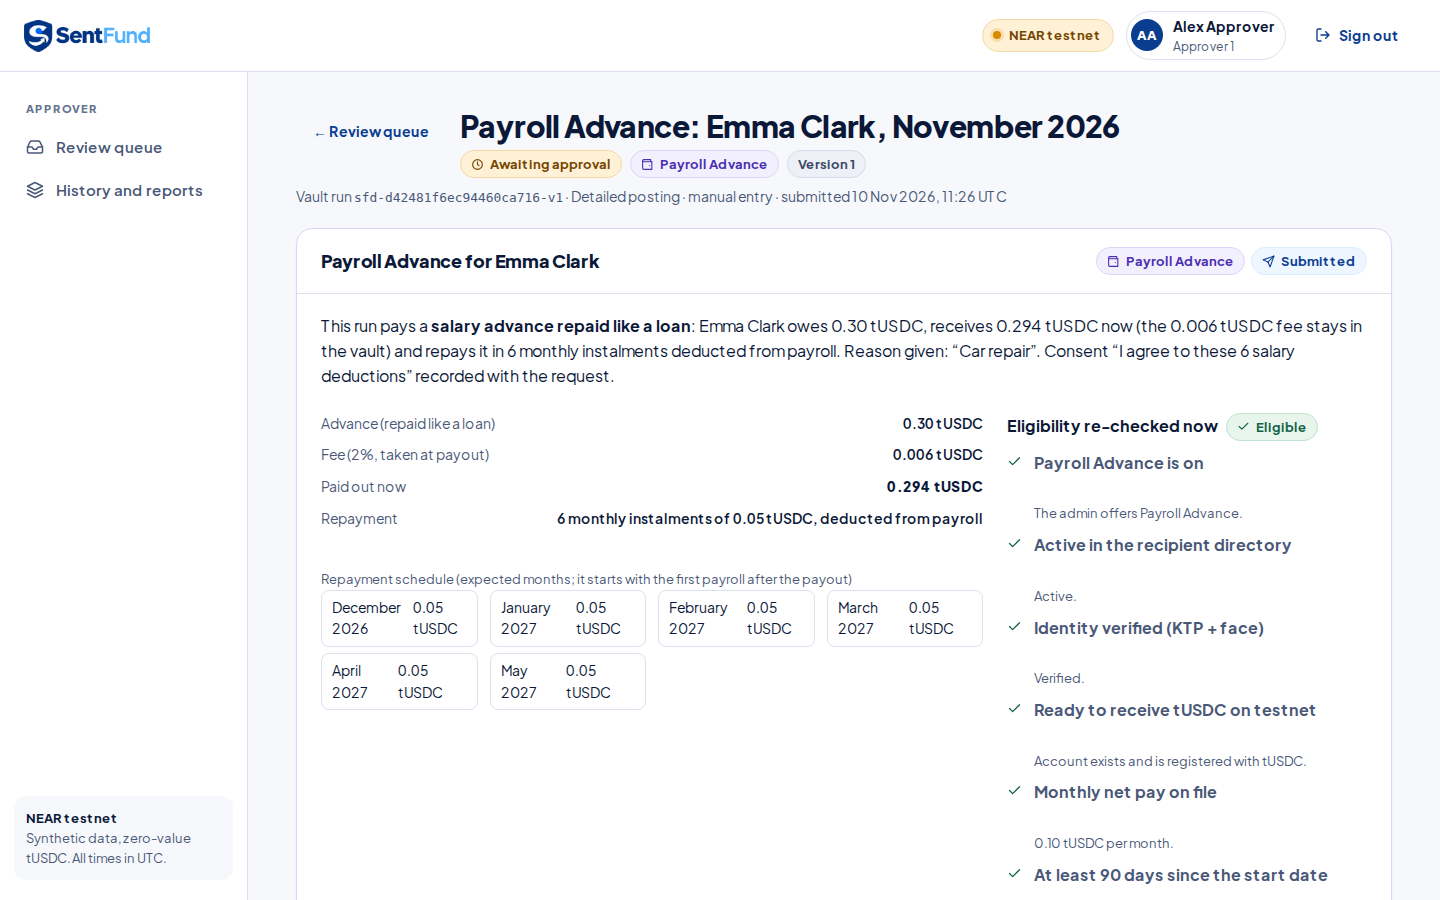 SentFund
NEAR testnet
AA
Alex Approver
Approver 1
Sign out
APPROVER
Review queue
History and reports
NEAR testnet
Synthetic data, zero-value
tUSDC. All times in UTC.
← Review queue
Payroll Advance: Emma Clark, November 2026
Awaiting approval
Payroll Advance
Version 1
Vault run sfd-d42481f6ec94460ca716-v1 · Detailed posting · manual entry · submitted 10 Nov 2026, 11:26 UTC
Payroll Advance for Emma Clark
Payroll Advance
Submitted
This run pays a salary advance repaid like a loan: Emma Clark owes 0.30 tUSDC, receives 0.294 tUSDC now (the 0.006 tUSDC fee stays in
the vault) and repays it in 6 monthly instalments deducted from payroll. Reason given: “Car repair”. Consent “I agree to these 6 salary
deductions” recorded with the request.
Advance (repaid like a loan) 0.30 tUSDC
Fee (2%, taken at payout) 0.006 tUSDC
Paid out now 0.294 tUSDC
Repayment 6 monthly instalments of 0.05 tUSDC, deducted from payroll
Repayment schedule (expected months; it starts with the first payroll after the payout)
December 2026 0.05 tUSDC
January 2027 0.05 tUSDC
February 2027 0.05 tUSDC
March 2027 0.05 tUSDC
April 2027 0.05 tUSDC
May 2027 0.05 tUSDC
Eligibility re-checked now
Eligible
Payroll Advance is on
The admin offers Payroll Advance.
Active in the recipient directory
Active.
Identity verified (KTP + face)
Verified.
Ready to receive tUSDC on testnet
Account exists and is registered with tUSDC.
Monthly net pay on file
0.10 tUSDC per month.
At least 90 days since the start date